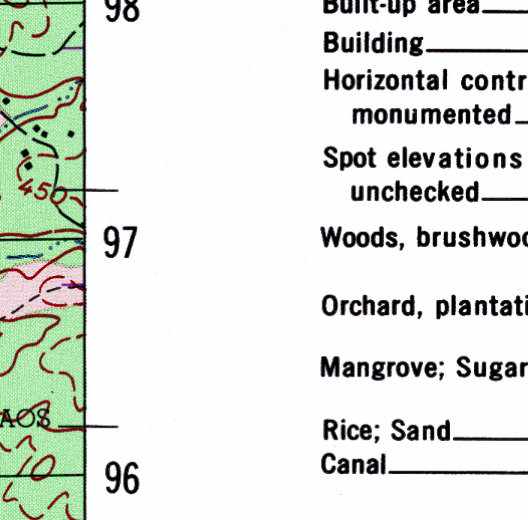 98
Built-up area
Building
Horizontal contr
monumented
Spot elevations
unchecked
450
97
Woods, brushwoo
Orchard, plantati
Mangrove; Sugar
AOS
Rice; Sand
Canal
96